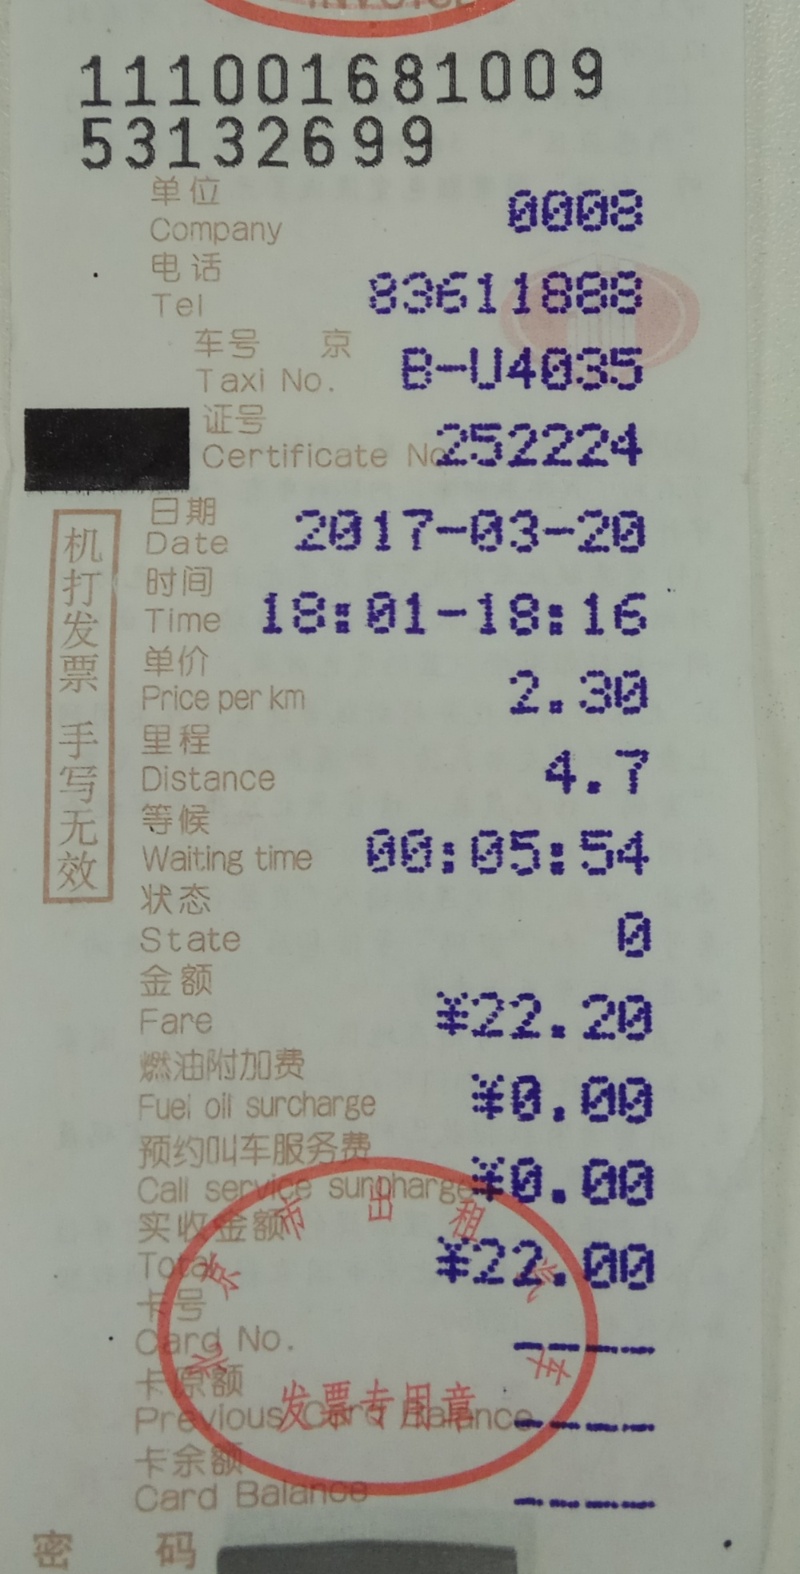 INVOICE
111001681009
53132699
单位
Company 0008
电话
Tel 83611888
车号 京
Taxi No. B-U4035
证号
Certificate No 252224
日期
Date 2017-03-20
时间
Time 18:01-18:16
单价
Price per km 2.30
里程
Distance 4.7
等候
Waiting time 00:05:54
状态
State 0
金额
Fare ¥22.20
燃油附加费
Fuel oil surcharge ¥0.00
预约叫车服务费
Call service surcharge ¥0.00
实收金额
Total ¥22.00
卡号
Card No. ----
卡原额
Previous Card Balance ----
卡余额
Card Balance ----
密 码
机打发票 手写无效
北京市出租汽车
发票专用章